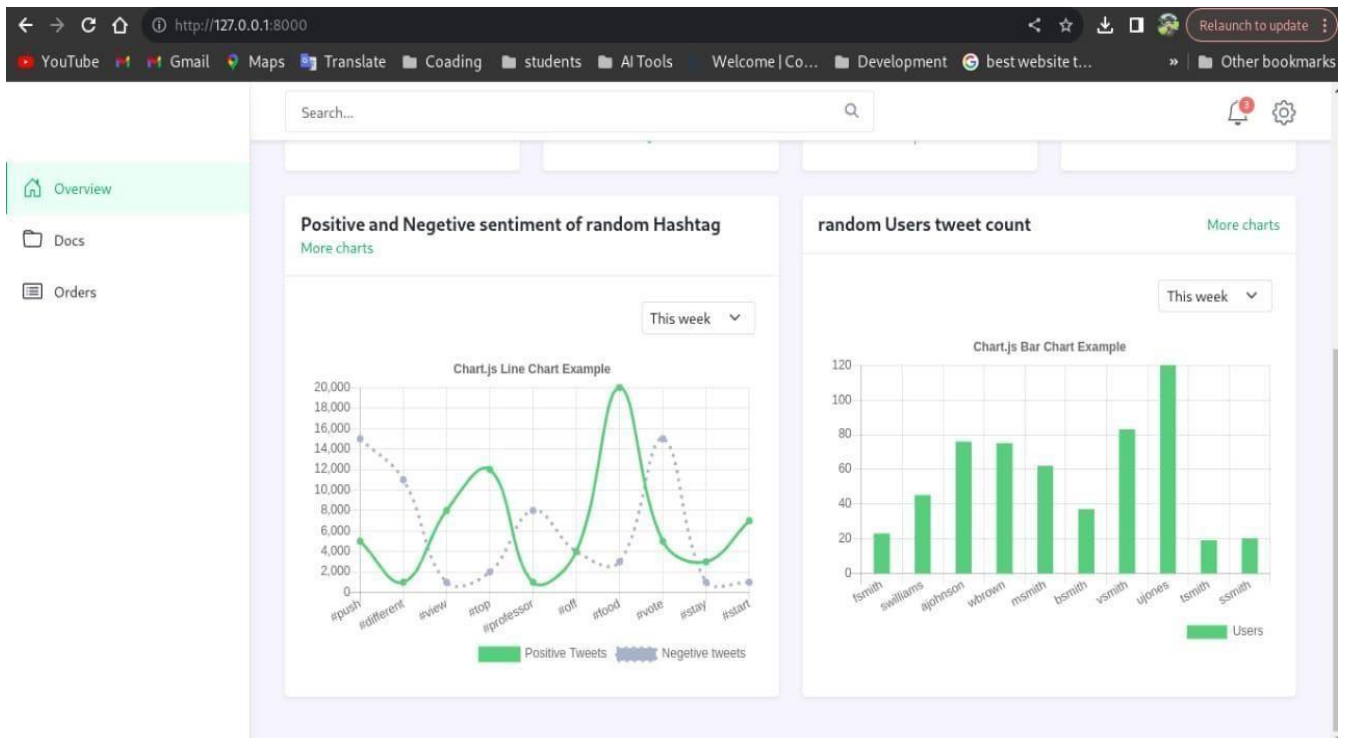 http://127.0.0.1:8000
Relaunch to update
YouTube Gmail Maps Translate Coading students AI Tools Welcome | Co... Development best website t... » Other bookmarks
Search...
3
Overview
Docs
Orders
Positive and Negetive sentiment of random Hashtag
More charts
This week
Chart.js Line Chart Example
20,000
18,000
16,000
14,000
12,000
10,000
8,000
6,000
4,000
2,000
0
#push #different #view #top #professor #off #food #vote #stay #start
Positive Tweets Negetive tweets
random Users tweet count
More charts
This week
Chart.js Bar Chart Example
120
100
80
60
40
20
0
fsmith swilliams ajohnson wbrown msmith bsmith vsmith ujones tsmith ssmith
Users